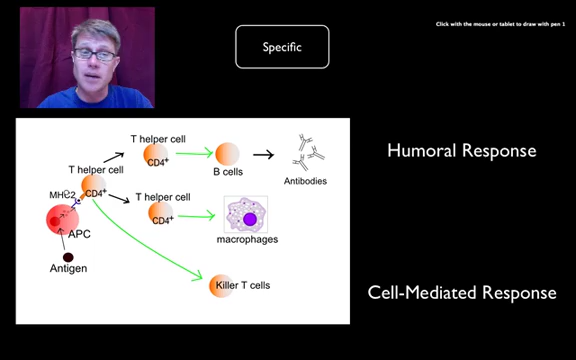 Click with the mouse or tablet to draw with pen 1
Specific
T helper cell
CD4+
B cells
Antibodies
Humoral Response
T helper cell
MHC2
CD4+
T helper cell
CD4+
macrophages
APC
Antigen
Killer T cells
Cell-Mediated Response